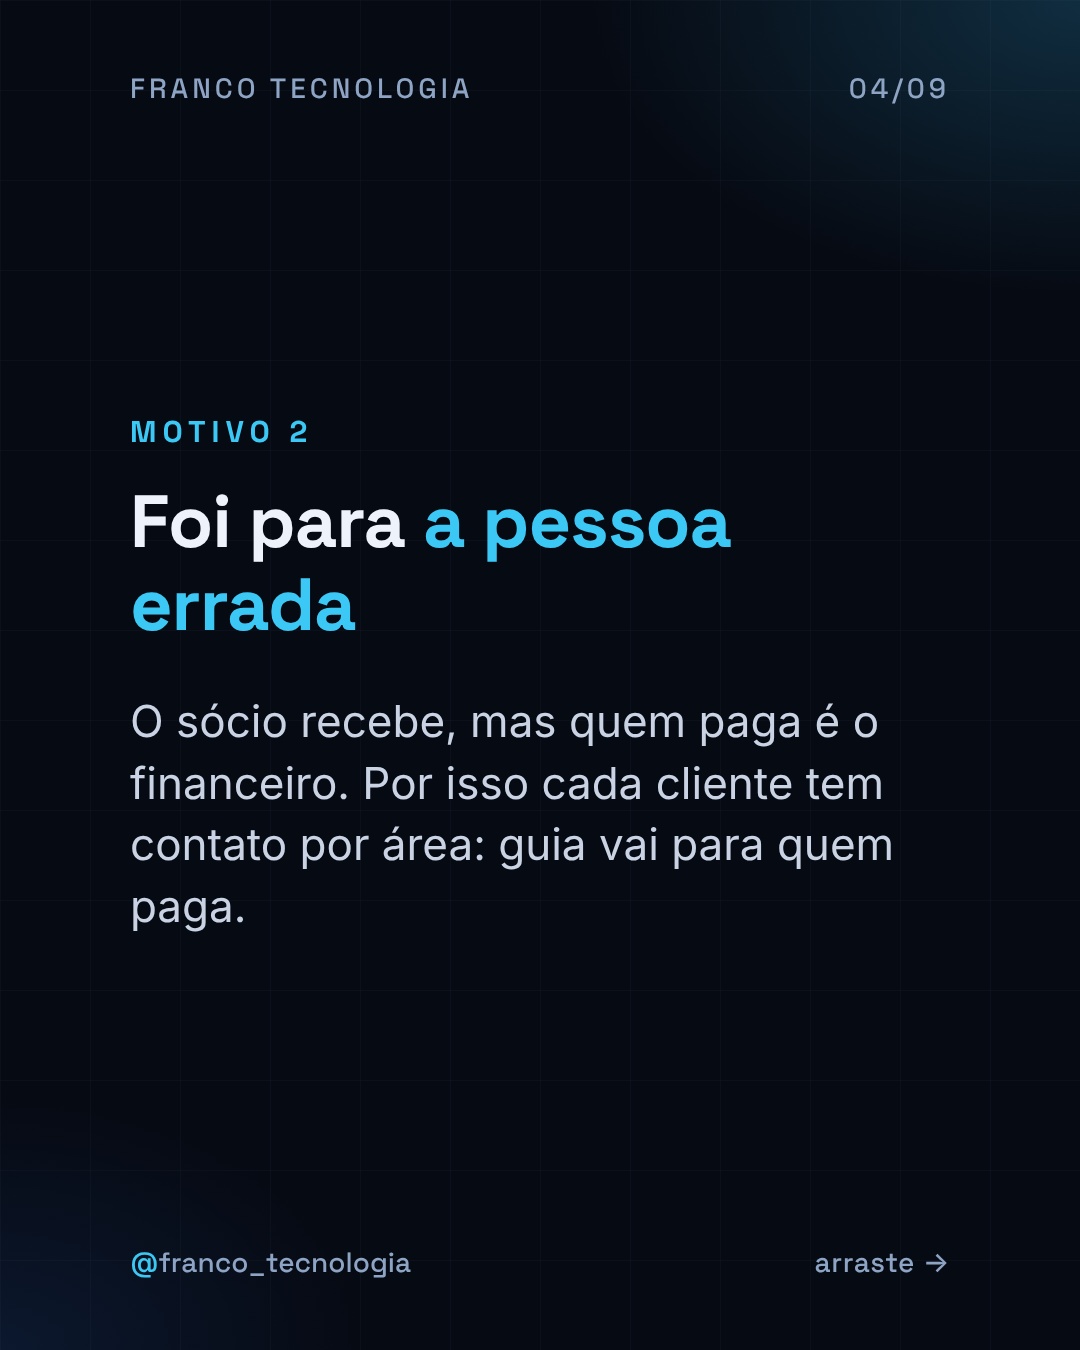 FRANCO TECNOLOGIA
04/09
MOTIVO 2
Foi para a pessoa
errada
O sócio recebe, mas quem paga é o
financeiro. Por isso cada cliente tem
contato por área: guia vai para quem
paga.
@franco_tecnologia
arraste →